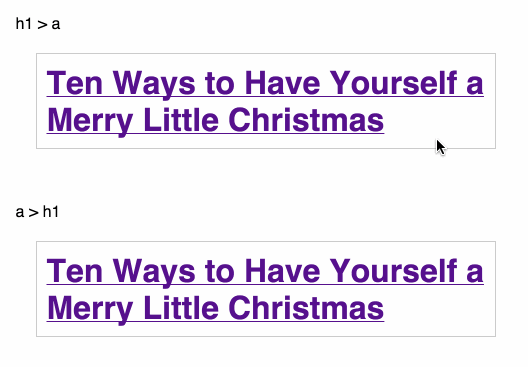 h1 > a
Ten Ways to Have Yourself a
Merry Little Christmas
a > h1
Ten Ways to Have Yourself a
Merry Little Christmas